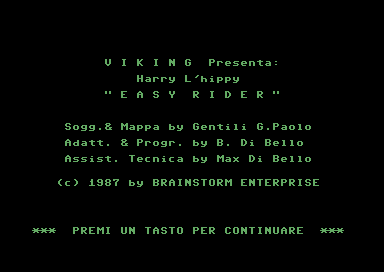 V I K I N G  Presenta:
Harry L'hippy
" E A S Y  R I D E R "
Sogg.& Mappa by Gentili G.Paolo
Adatt. & Progr. by B. Di Bello
Assist. Tecnica by Max Di Bello
(c) 1987 by BRAINSTORM ENTERPRISE
***  PREMI UN TASTO PER CONTINUARE  ***